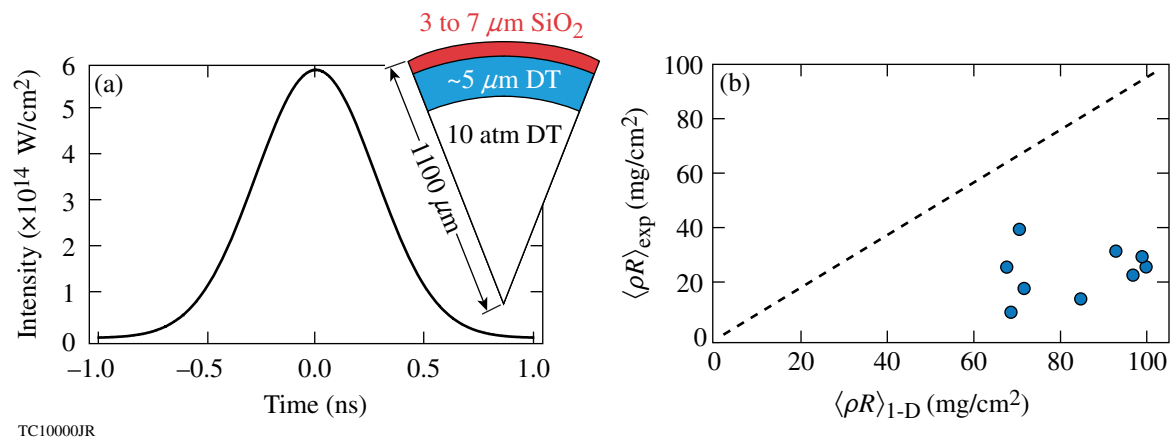 (a)
3 to 7 μm SiO2
~5 μm DT
10 atm DT
1100 μm
Intensity (×10^14 W/cm^2)
6
5
4
3
2
1
0
−1.0 −0.5 0.0 0.5 1.0
Time (ns)
(b)
⟨ρR⟩exp (mg/cm^2)
100
80
60
40
20
0
0 20 40 60 80 100
⟨ρR⟩1-D (mg/cm^2)
TC10000JR